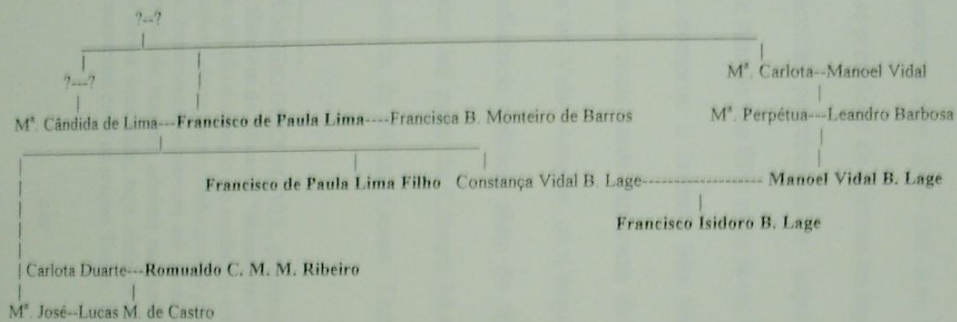 ?--?
?---?
Mª. Carlota--Manoel Vidal
Mª. Cândida de Lima---Francisco de Paula Lima----Francisca B. Monteiro de Barros
Mª. Perpétua---Leandro Barbosa
Francisco de Paula Lima Filho Constança Vidal B. Lage------------------- Manoel Vidal B. Lage
Francisco Isidoro B. Lage
Carlota Duarte---Romualdo C. M. M. Ribeiro
Mª. José--Lucas M. de Castro